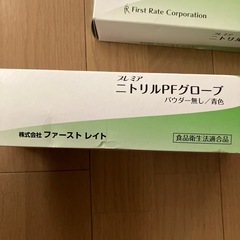 First Rate Corporation
プレミア
ニトリルPFグローブ
パウダー無し/青色
株式会社 ファースト レイト
食品衛生法適合品